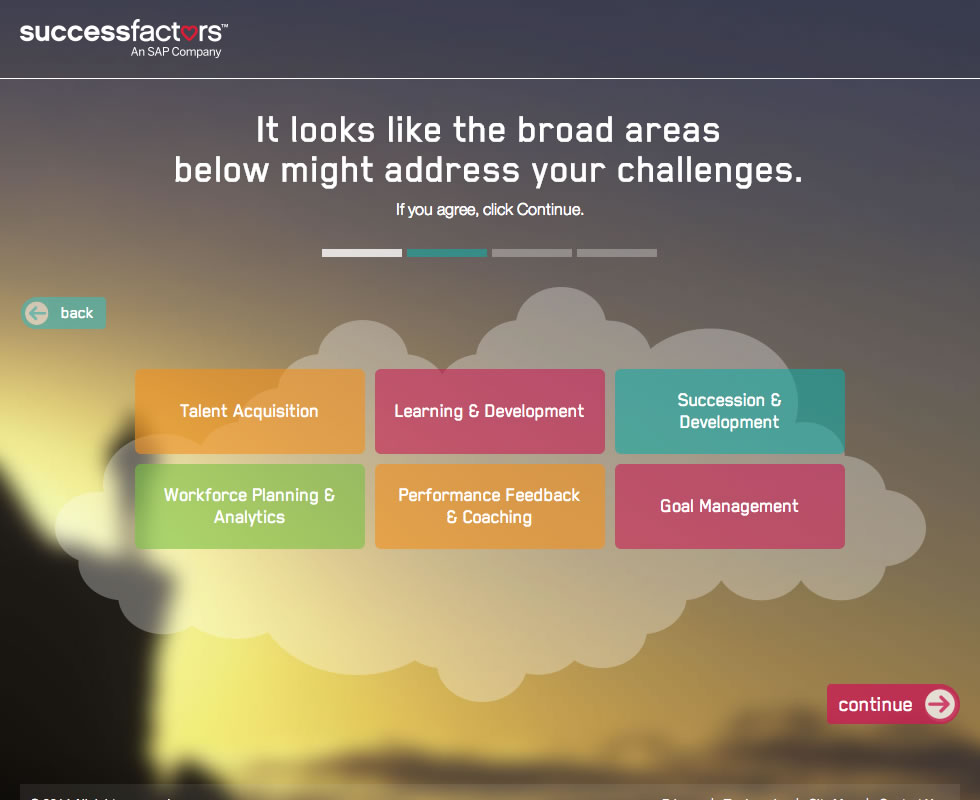 successfactors™
An SAP Company
It looks like the broad areas
below might address your challenges.
If you agree, click Continue.
back
Talent Acquisition
Learning & Development
Succession &
Development
Workforce Planning &
Analytics
Performance Feedback
& Coaching
Goal Management
continue